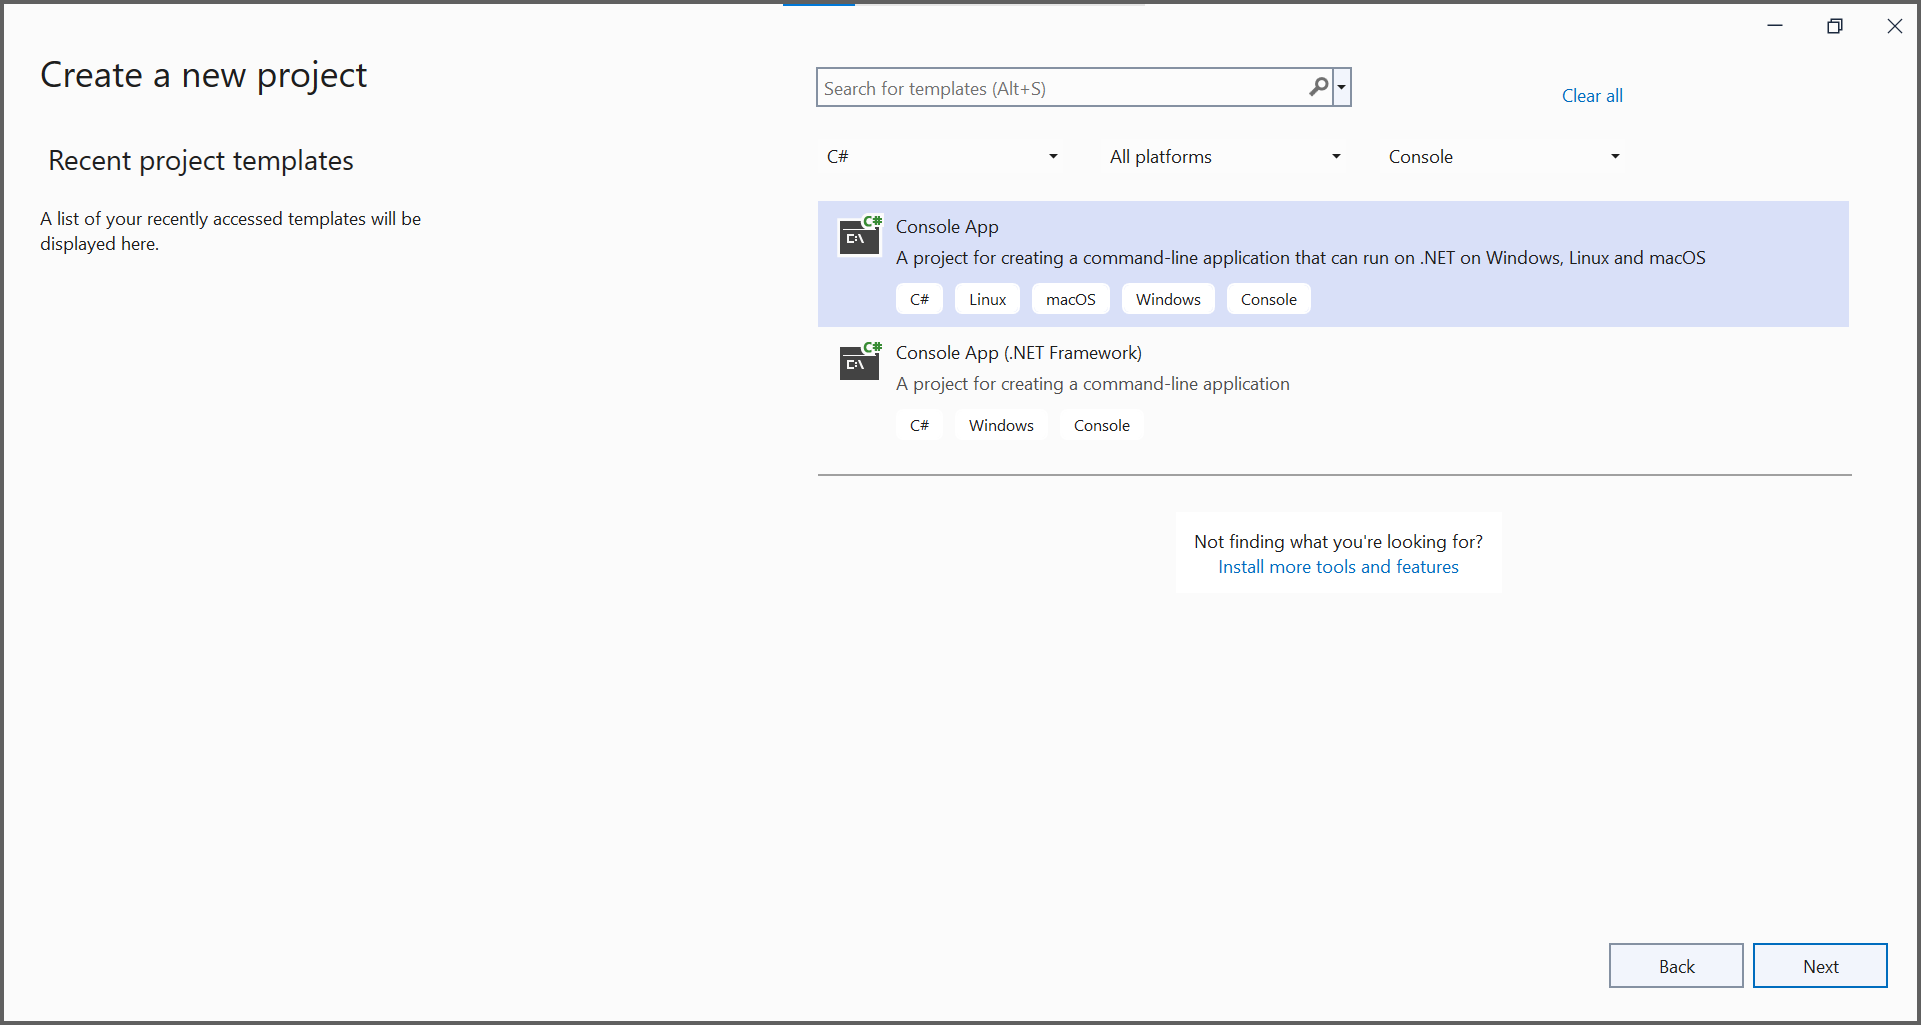 Create a new project
Recent project templates
A list of your recently accessed templates will be
displayed here.
Search for templates (Alt+S)
Clear all
C# All platforms Console
C#
C:\
Console App
A project for creating a command-line application that can run on .NET on Windows, Linux and macOS
C# Linux macOS Windows Console
C#
C:\
Console App (.NET Framework)
A project for creating a command-line application
C# Windows Console
Not finding what you're looking for?
Install more tools and features
Back Next